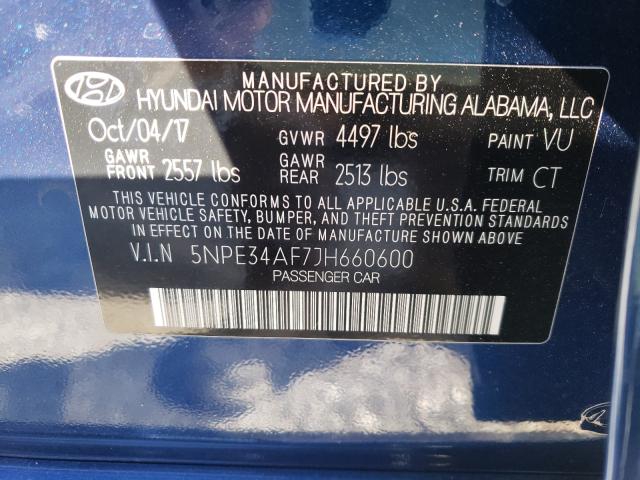 MANUFACTURED BY
HYUNDAI MOTOR MANUFACTURING ALABAMA, LLC
Oct/04/17 GVWR 4497 lbs PAINT VU
GAWR FRONT 2557 lbs GAWR REAR 2513 lbs TRIM CT
THIS VEHICLE CONFORMS TO ALL APPLICABLE U.S.A. FEDERAL
MOTOR VEHICLE SAFETY, BUMPER, AND THEFT PREVENTION STANDARDS
IN EFFECT ON THE DATE OF MANUFACTURE SHOWN ABOVE.
V.I.N 5NPE34AF7JH660600
PASSENGER CAR